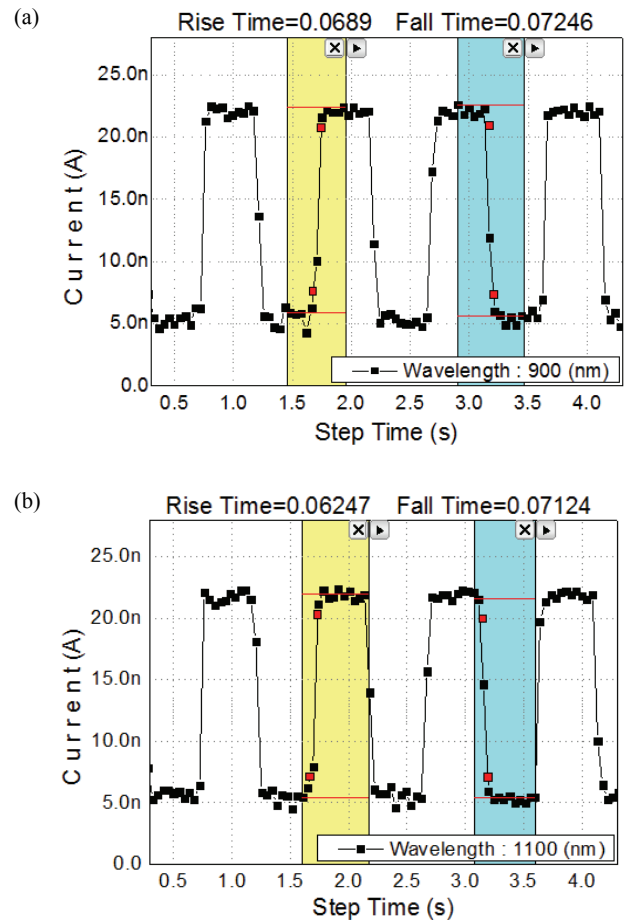 (a)
Rise Time=0.0689 Fall Time=0.07246
25.0n
20.0n
15.0n
10.0n
5.0n
0.0
Current (A)
Wavelength : 900 (nm)
0.5 1.0 1.5 2.0 2.5 3.0 3.5 4.0
Step Time (s)
(b)
Rise Time=0.06247 Fall Time=0.07124
25.0n
20.0n
15.0n
10.0n
5.0n
0.0
Current (A)
Wavelength : 1100 (nm)
0.5 1.0 1.5 2.0 2.5 3.0 3.5 4.0
Step Time (s)